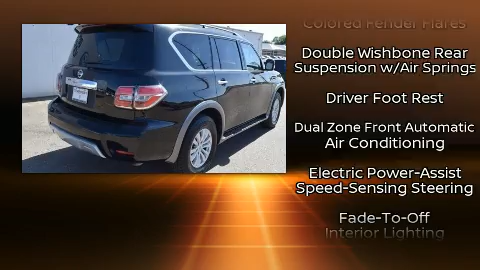 Colored Fender Flares
Double Wishbone Rear
Suspension w/Air Springs
Driver Foot Rest
Dual Zone Front Automatic
Air Conditioning
Electric Power-Assist
Speed-Sensing Steering
Fade-To-Off
Interior Lighting